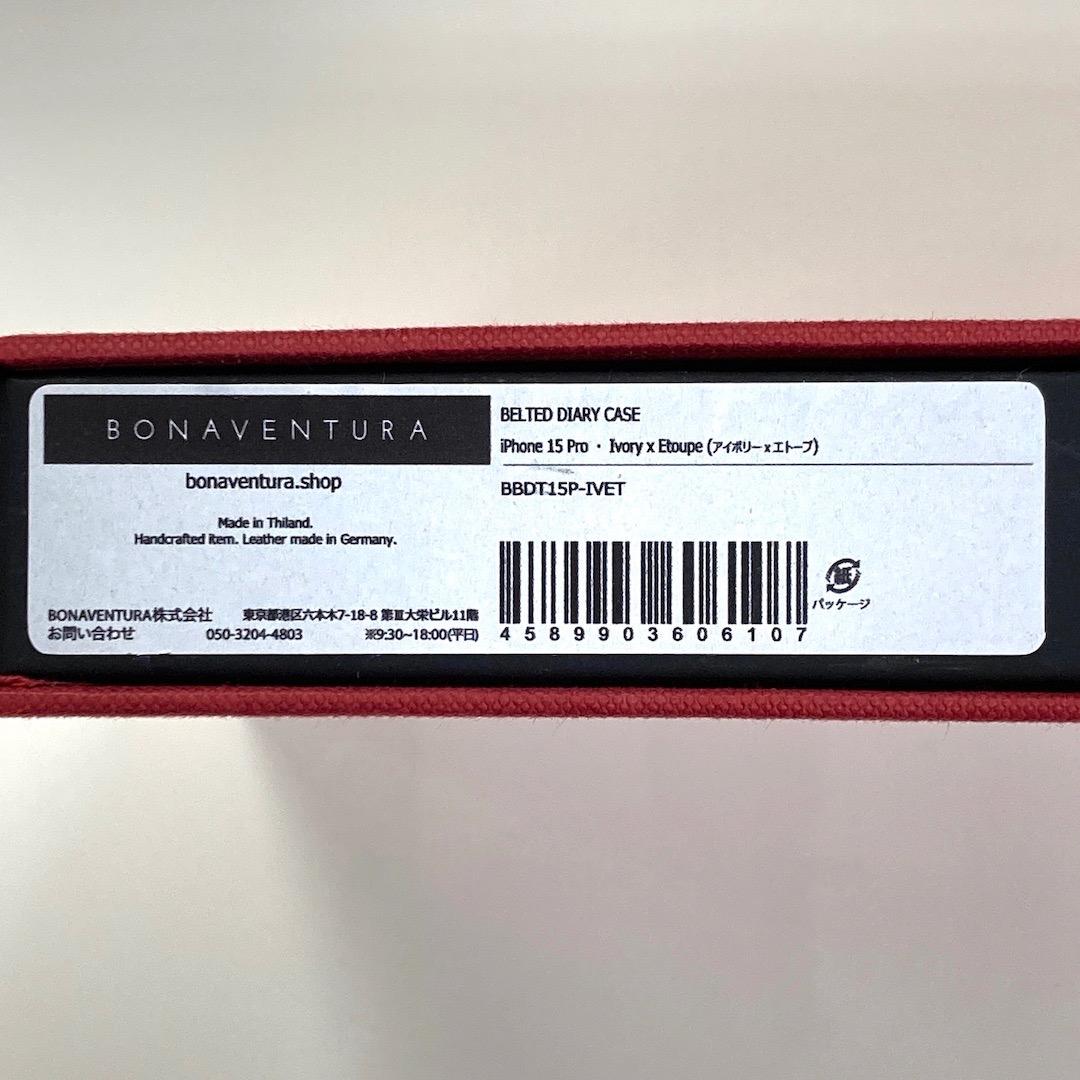 BONAVENTURA
bonaventura.shop
Made in Thiland.
Handcrafted item. Leather made in Germany.
BONAVENTURA株式会社 東京都港区六本木7-18-8 第Ⅲ大栄ビル11階
お問い合わせ 050-3204-4803 ※9:30~18:00(平日)
BELTED DIARY CASE
iPhone 15 Pro ・ Ivory x Etoupe (アイボリー x エトープ)
BBDT15P-IVET
4589903606107
紙
パッケージ